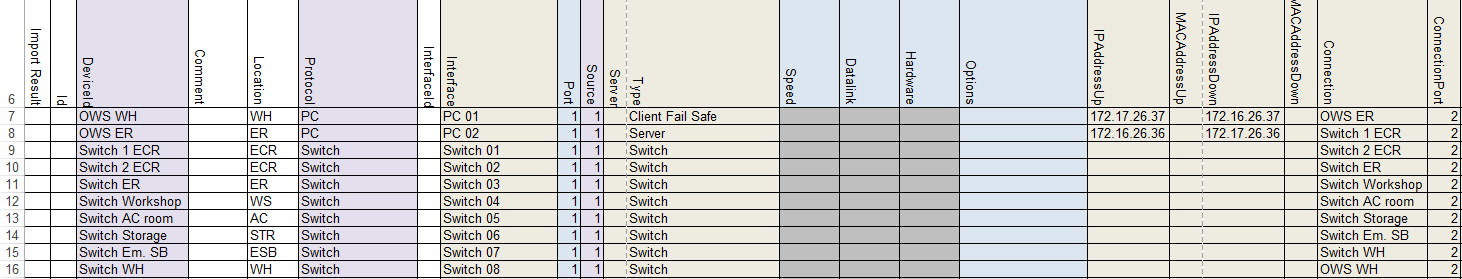 6 Import Result Id DeviceId Comment Location Protocol InterfaceId Interface Port Source Server Type Speed Datalink Hardware Options IPAddressUp MACAddressUp IPAddressDown MACAddressDown Connection ConnectionPort
7 OWS WH WH PC PC 01 1 1 Client Fail Safe 172.17.26.37 172.16.26.37 OWS ER 2
8 OWS ER ER PC PC 02 1 1 Server 172.16.26.36 172.17.26.36 Switch 1 ECR 2
9 Switch 1 ECR ECR Switch Switch 01 1 1 Switch Switch 2 ECR 2
10 Switch 2 ECR ECR Switch Switch 02 1 1 Switch Switch ER 2
11 Switch ER ER Switch Switch 03 1 1 Switch Switch Workshop 2
12 Switch Workshop WS Switch Switch 04 1 1 Switch Switch AC room 2
13 Switch AC room AC Switch Switch 05 1 1 Switch Switch Storage 2
14 Switch Storage STR Switch Switch 06 1 1 Switch Switch Em. SB 2
15 Switch Em. SB ESB Switch Switch 07 1 1 Switch Switch WH 2
16 Switch WH WH Switch Switch 08 1 1 Switch OWS WH 2